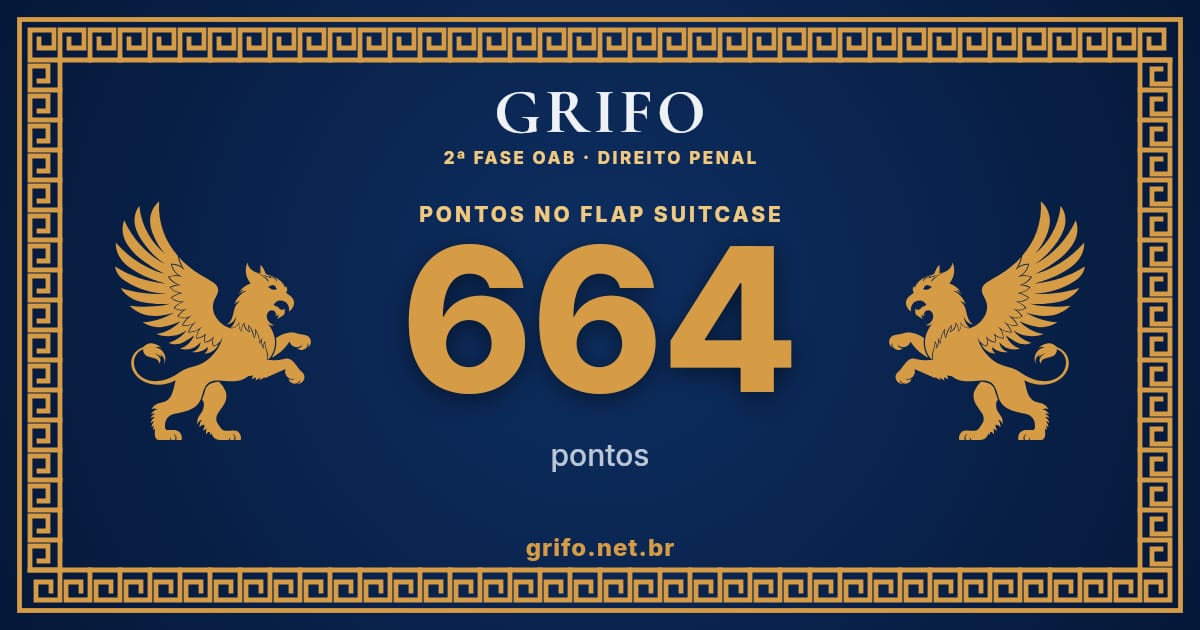 GRIFO
2ª FASE OAB · DIREITO PENAL
PONTOS NO FLAP SUITCASE
664
pontos
grifo.net.br